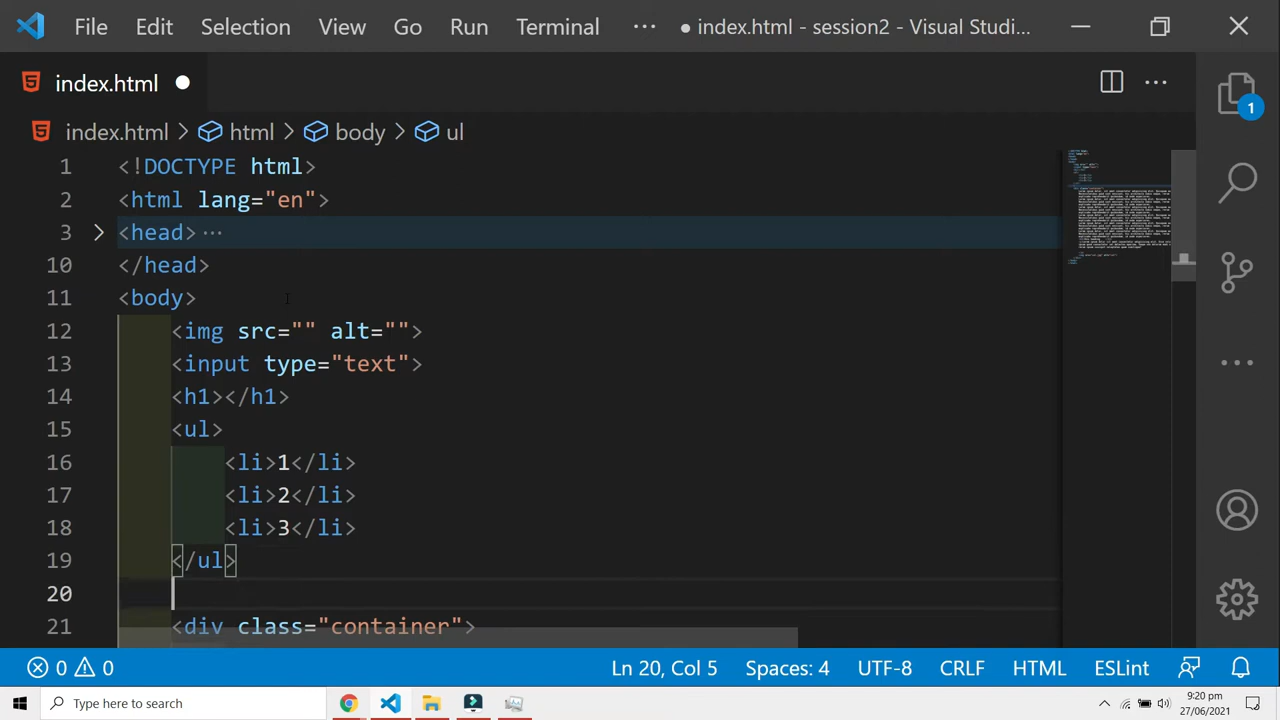 File Edit Selection View Go Run Terminal ··· ● index.html - session2 - Visual Studi...
index.html ●
index.html > html > body > ul
1 <!DOCTYPE html>
2 <html lang="en">
3 <head>···
10 </head>
11 <body>
12 <img src="" alt="">
13 <input type="text">
14 <h1></h1>
15 <ul>
16 <li>1</li>
17 <li>2</li>
18 <li>3</li>
19 </ul>
20
21 <div class="container">
1
0 0 Ln 20, Col 5 Spaces: 4 UTF-8 CRLF HTML ESLint
Type here to search
9:20 pm
27/06/2021